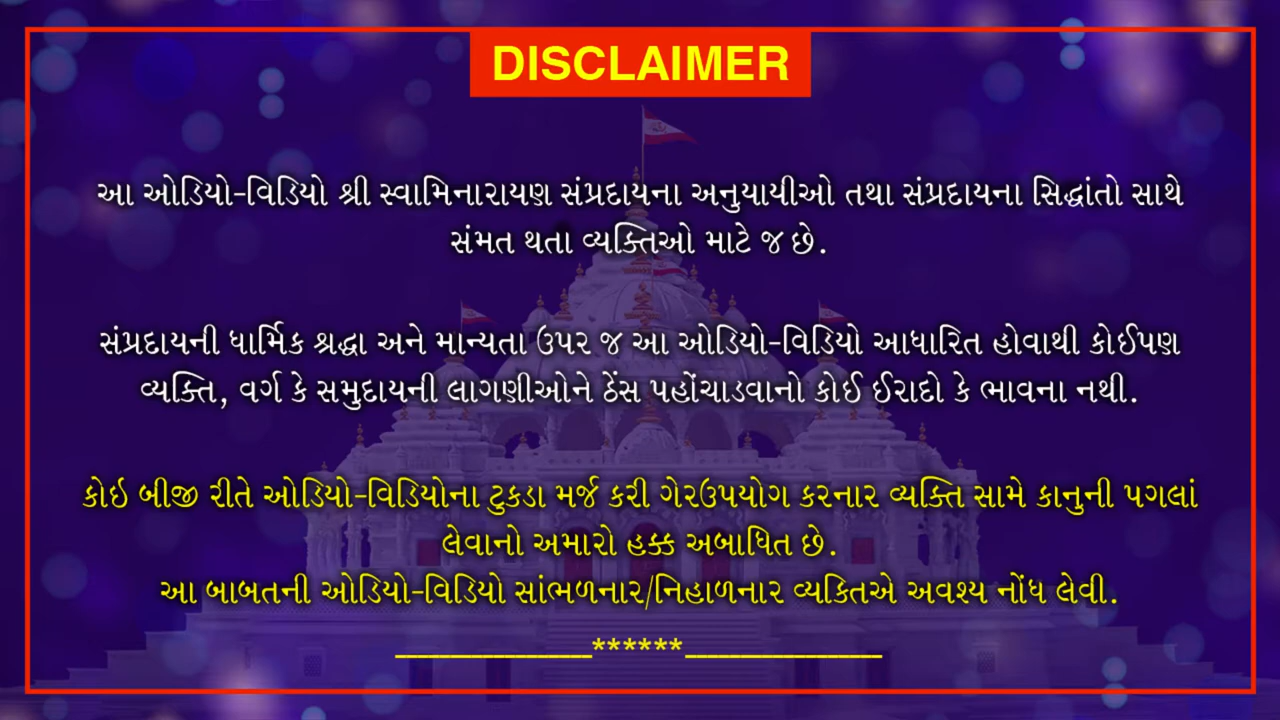 DISCLAIMER
આ ઓડિયો-વિડિયો શ્રી સ્વામિનારાયણ સંપ્રદાયના અનુયાયીઓ તથા સંપ્રદાયના સિદ્ધાંતો સાથે
સંમત થતા વ્યક્તિઓ માટે જ છે.
સંપ્રદાયની ધાર્મિક શ્રદ્ધા અને માન્યતા ઉપર જ આ ઓડિયો-વિડિયો આધારિત હોવાથી કોઈપણ
વ્યક્તિ, વર્ગ કે સમુદાયની લાગણીઓને ઠેંસ પહોંચાડવાનો કોઈ ઈરાદો કે ભાવના નથી.
કોઇ બીજી રીતે ઓડિયો-વિડિયોના ટુકડા મર્જ કરી ગેરઉપયોગ કરનાર વ્યક્તિ સામે કાનુની પગલાં
લેવાનો અમારો હક્ક અબાધિત છે.
આ બાબતની ઓડિયો-વિડિયો સાંભળનાર/નિહાળનાર વ્યકિતએ અવશ્ય નોંધ લેવી.
________________******________________